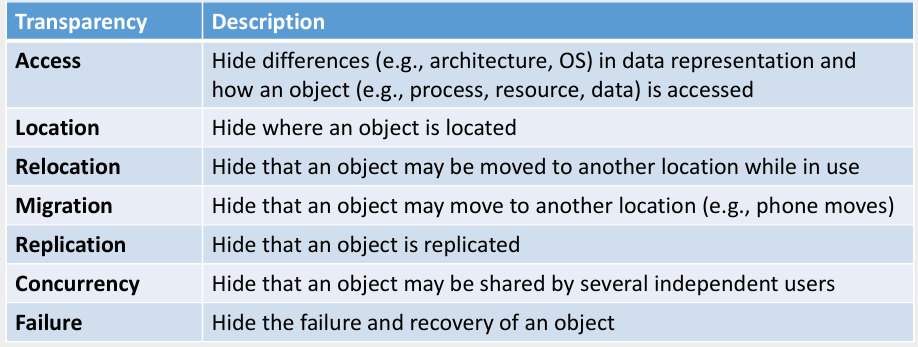 Transparency Description
Access Hide differences (e.g., architecture, OS) in data representation and
how an object (e.g., process, resource, data) is accessed
Location Hide where an object is located
Relocation Hide that an object may be moved to another location while in use
Migration Hide that an object may move to another location (e.g., phone moves)
Replication Hide that an object is replicated
Concurrency Hide that an object may be shared by several independent users
Failure Hide the failure and recovery of an object